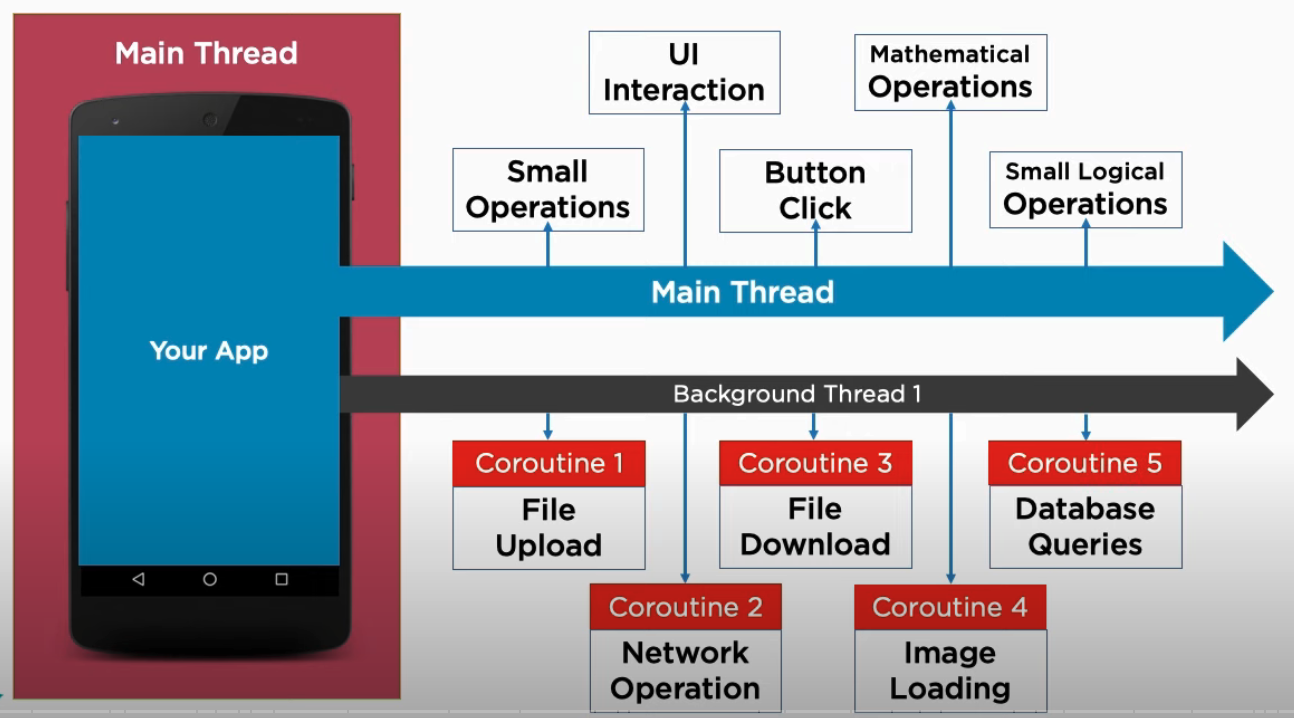 Main Thread
Your App
UI
Interaction
Mathematical
Operations
Small
Operations
Button
Click
Small Logical
Operations
Main Thread
Background Thread 1
Coroutine 1
File
Upload
Coroutine 3
File
Download
Coroutine 5
Database
Queries
Coroutine 2
Network
Operation
Coroutine 4
Image
Loading